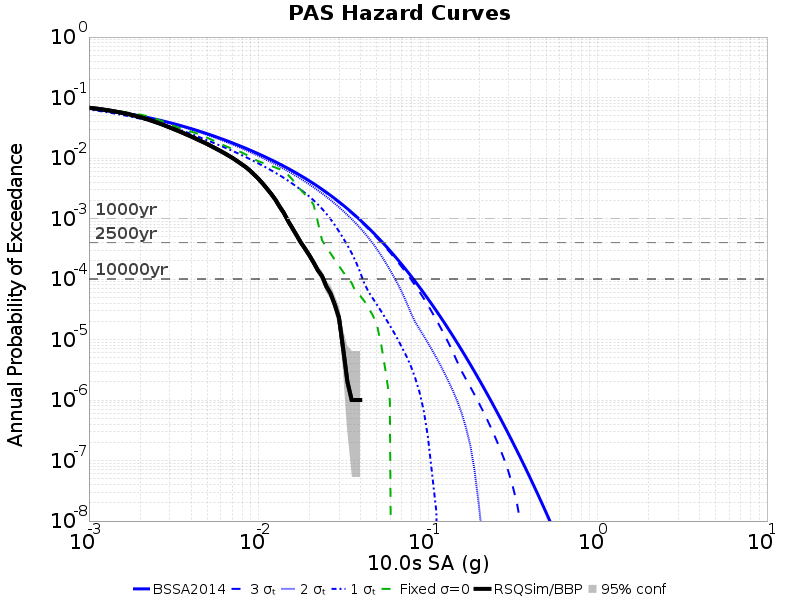 PAS Hazard Curves
Annual Probability of Exceedance
10^0
10^-1
10^-2
10^-3
10^-4
10^-5
10^-6
10^-7
10^-8
1000yr
2500yr
10000yr
10^-3 10^-2 10^-1 10^0 10^1
10.0s SA (g)
BSSA2014 3 σₜ 2 σₜ 1 σₜ Fixed σ=0 RSQSim/BBP 95% conf